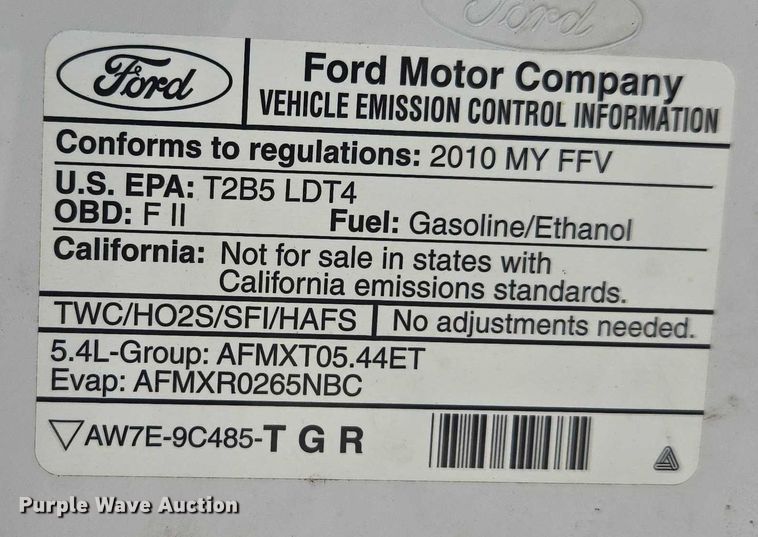 Ford
Ford
Ford Motor Company
VEHICLE EMISSION CONTROL INFORMATION
Conforms to regulations: 2010 MY FFV
U.S. EPA: T2B5 LDT4
OBD: F II Fuel: Gasoline/Ethanol
California: Not for sale in states with
California emissions standards.
TWC/HO2S/SFI/HAFS No adjustments needed.
5.4L-Group: AFMXT05.44ET
Evap: AFMXR0265NBC
AW7E-9C485-T G R
Purple Wave Auction